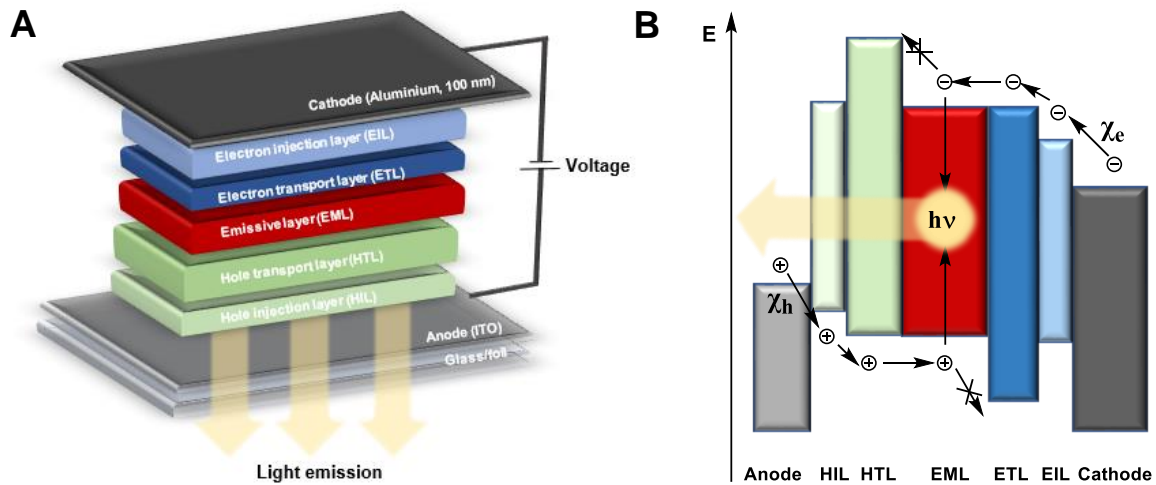 A
Cathode (Aluminium, 100 nm)
Electron injection layer (EIL)
Electron transport layer (ETL)
Emissive layer (EML)
Hole transport layer (HTL)
Hole injection layer (HIL)
Anode (ITO)
Glass/foil
Voltage
Light emission
B
E
χe
hν
χh
Anode HIL HTL EML ETL EIL Cathode